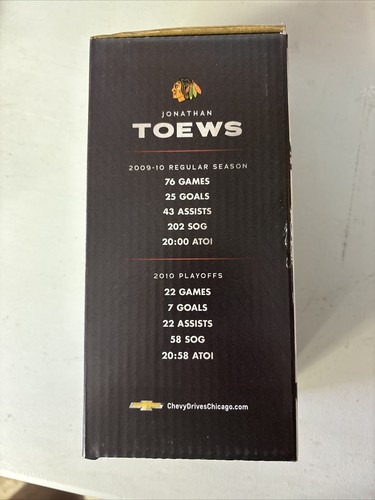 JONATHAN
TOEWS
2009-10 REGULAR SEASON
76 GAMES
25 GOALS
43 ASSISTS
202 SOG
20:00 ATOI
2010 PLAYOFFS
22 GAMES
7 GOALS
22 ASSISTS
58 SOG
20:58 ATOI
ChevyDrivesChicago.com